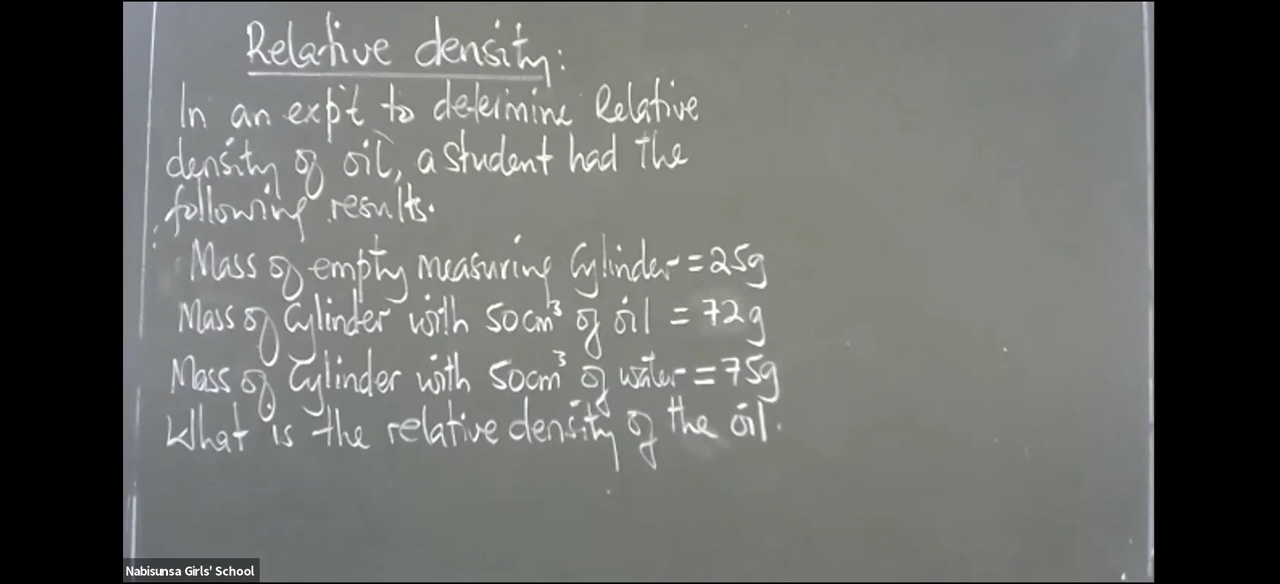 Relative density:
In an exp't to determine Relative
density of oil, a student had the
following results.
Mass of empty measuring Cylinder = 25g
Mass of Cylinder with 50cm³ of oil = 72g
Mass of Cylinder with 50cm³ of water = 75g
What is the relative density of the oil.
Nabisunsa Girls' School